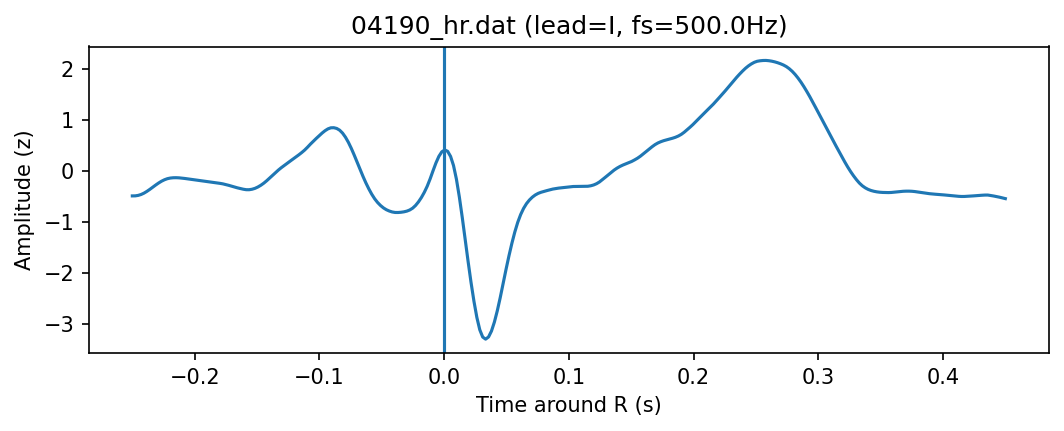 04190_hr.dat (lead=I, fs=500.0Hz)
2
1
0
−1
−2
−3
Amplitude (z)
−0.2 −0.1 0.0 0.1 0.2 0.3 0.4
Time around R (s)